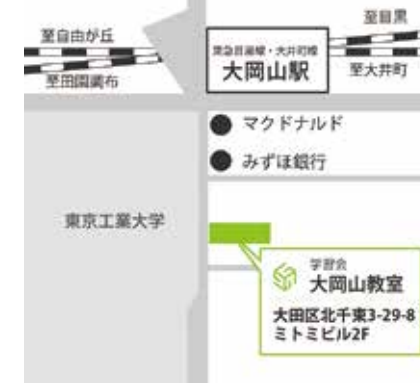 至目黒
至自由が丘
東急目黒線・大井町線
大岡山駅
至田園調布
至大井町
マクドナルド
みずほ銀行
東京工業大学
学習会
大岡山教室
大田区北千束3-29-8
ミトミビル2F